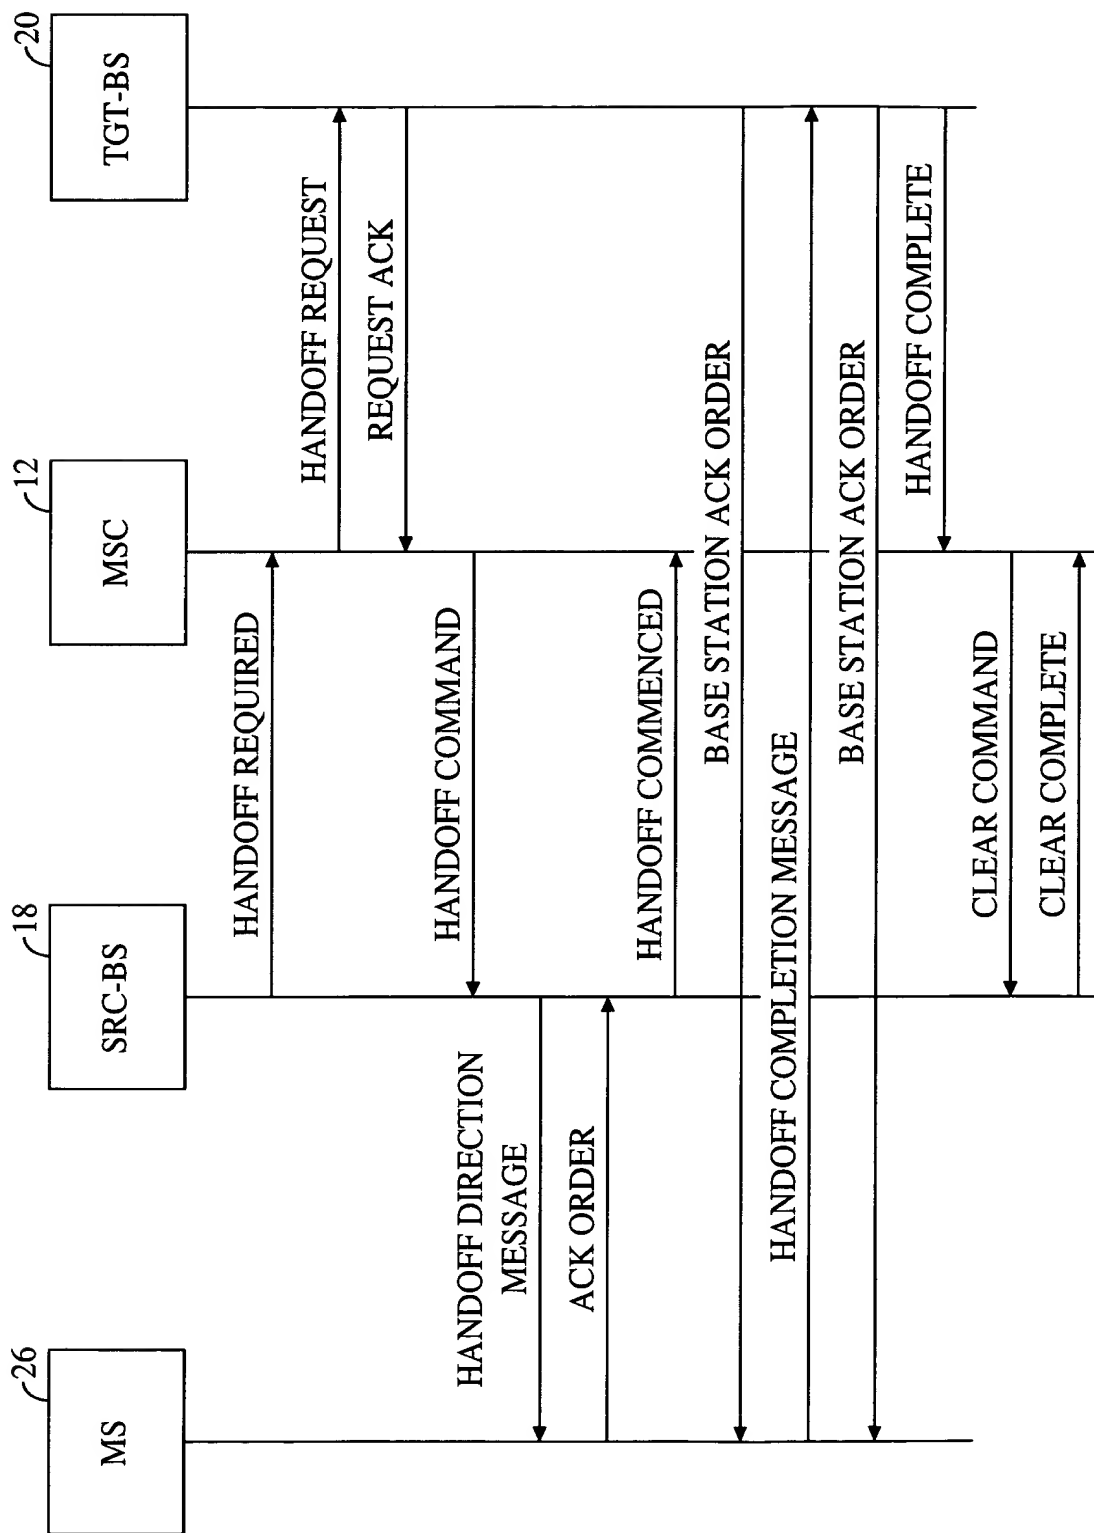 26
MS
18
SRC-BS
12
MSC
20
TGT-BS
HANDOFF REQUIRED
HANDOFF REQUEST
REQUEST ACK
HANDOFF COMMAND
HANDOFF DIRECTION
MESSAGE
ACK ORDER
HANDOFF COMMENCED
BASE STATION ACK ORDER
HANDOFF COMPLETION MESSAGE
BASE STATION ACK ORDER
HANDOFF COMPLETE
CLEAR COMMAND
CLEAR COMPLETE